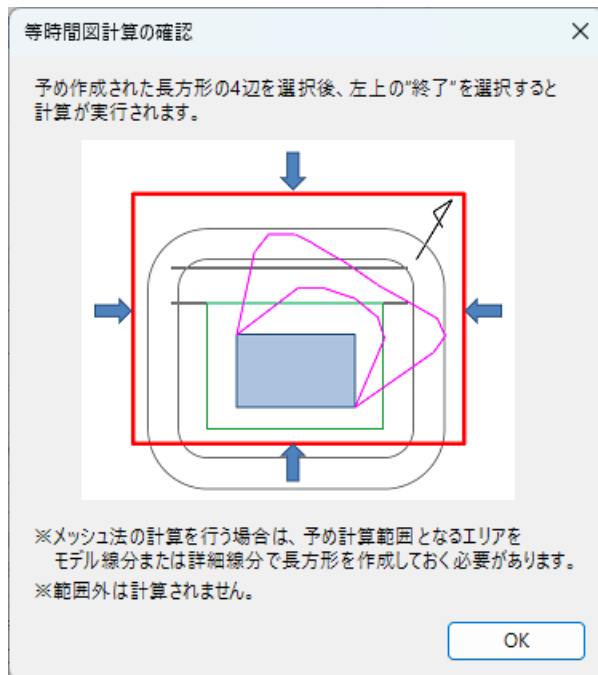 等時間図計算の確認
予め作成された長方形の4辺を選択後、左上の"終了"を選択すると
計算が実行されます。
※メッシュ法の計算を行う場合は、予め計算範囲となるエリアを
モデル線分または詳細線分で長方形を作成しておく必要があります。
※範囲外は計算されません。
OK